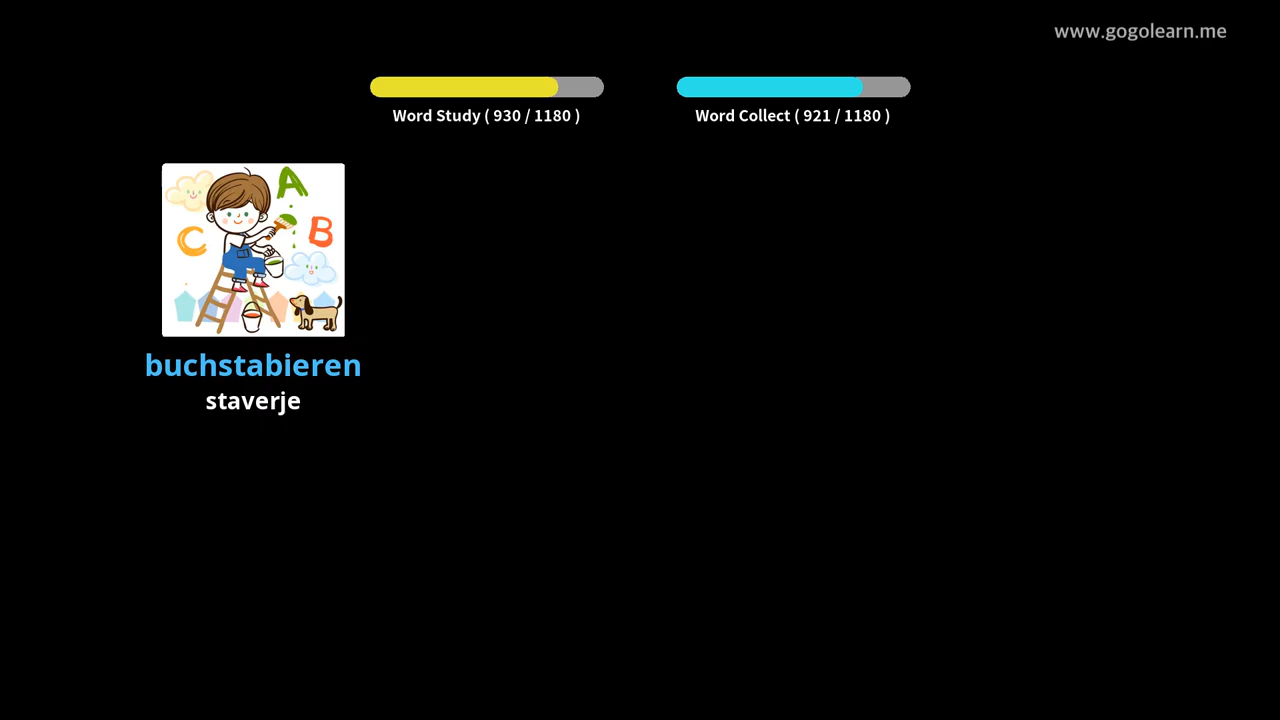 www.gogolearn.me
Word Study ( 930 / 1180 )
Word Collect ( 921 / 1180 )
A
B
C
buchstabieren
staverje